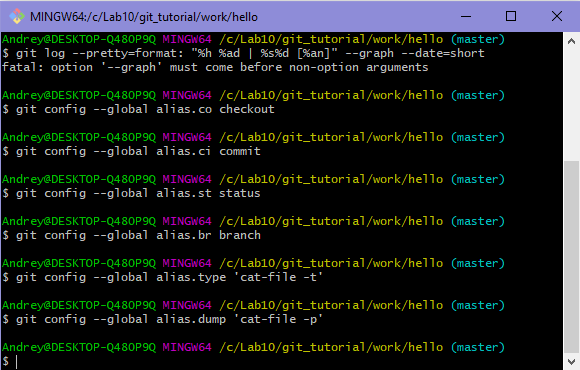 MINGW64:/c/Lab10/git_tutorial/work/hello
Andrey@DESKTOP-Q480P9Q MINGW64 /c/Lab10/git_tutorial/work/hello (master)
$ git log --pretty=format: "%h %ad | %s%d [%an]" --graph --date=short
fatal: option '--graph' must come before non-option arguments
Andrey@DESKTOP-Q480P9Q MINGW64 /c/Lab10/git_tutorial/work/hello (master)
$ git config --global alias.co checkout
Andrey@DESKTOP-Q480P9Q MINGW64 /c/Lab10/git_tutorial/work/hello (master)
$ git config --global alias.ci commit
Andrey@DESKTOP-Q480P9Q MINGW64 /c/Lab10/git_tutorial/work/hello (master)
$ git config --global alias.st status
Andrey@DESKTOP-Q480P9Q MINGW64 /c/Lab10/git_tutorial/work/hello (master)
$ git config --global alias.br branch
Andrey@DESKTOP-Q480P9Q MINGW64 /c/Lab10/git_tutorial/work/hello (master)
$ git config --global alias.type 'cat-file -t'
Andrey@DESKTOP-Q480P9Q MINGW64 /c/Lab10/git_tutorial/work/hello (master)
$ git config --global alias.dump 'cat-file -p'
Andrey@DESKTOP-Q480P9Q MINGW64 /c/Lab10/git_tutorial/work/hello (master)
$